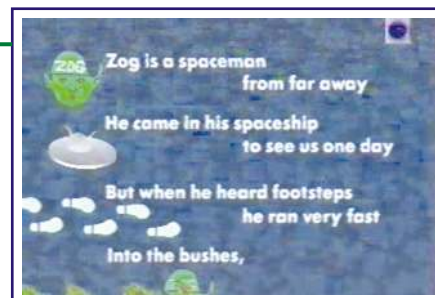 ZOG
Zog is a spaceman
from far away
He came in his spaceship
to see us one day
But when he heard footsteps
he ran very fast
Into the bushes,